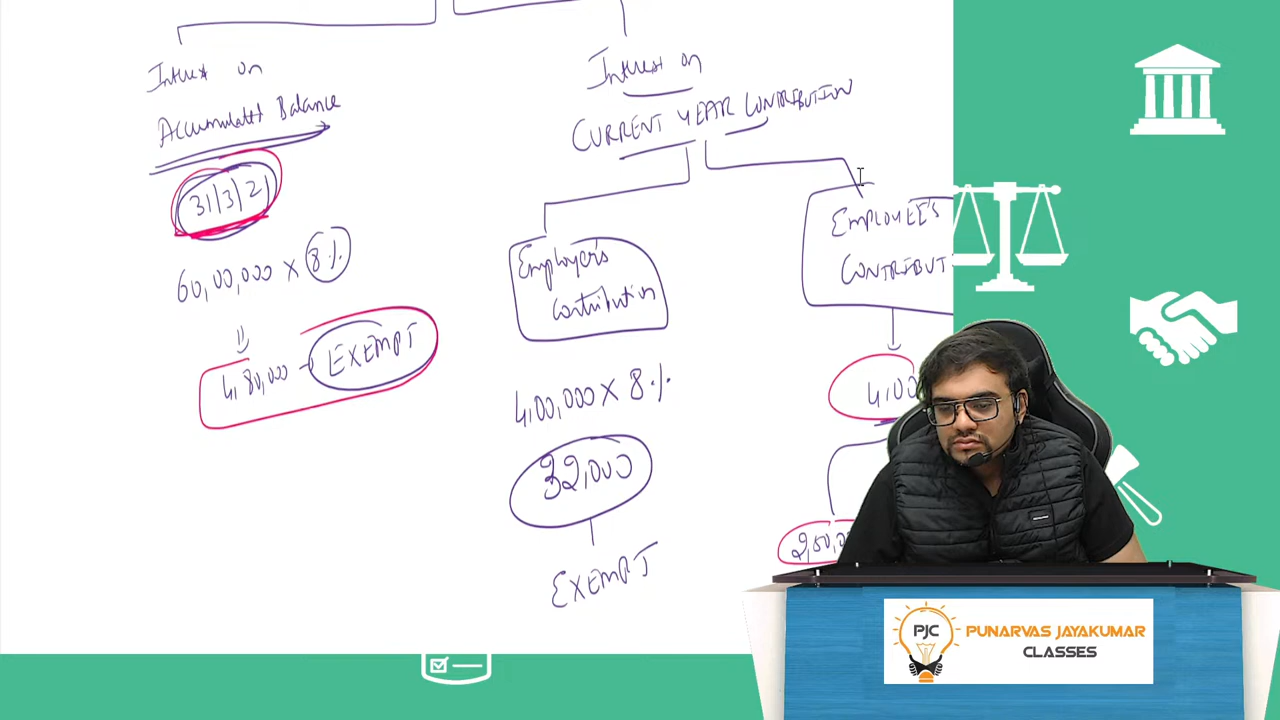 Interest on
Accumulated Balance
31/3/21
60,00,000 x 8%
4,80,000 → EXEMPT
Interest on
CURRENT YEAR CONTRIBUTION
Employer's
Contribution
4,00,000 x 8%
32,000
EXEMPT
EMPLOYEE'S
PJC
PUNARVAS JAYAKUMAR
CLASSES